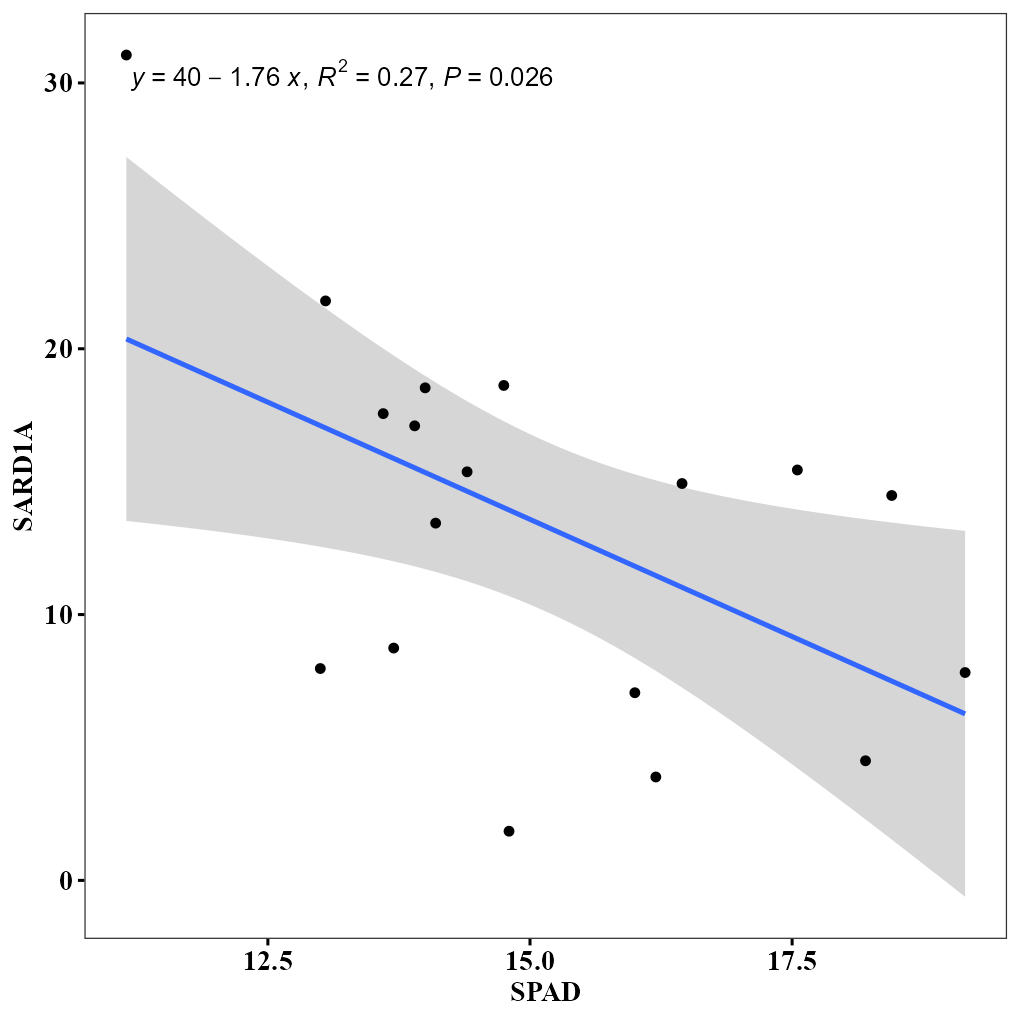 y = 40 − 1.76 x, R² = 0.27, P = 0.026
30
20
10
0
SARD1A
12.5 15.0 17.5
SPAD